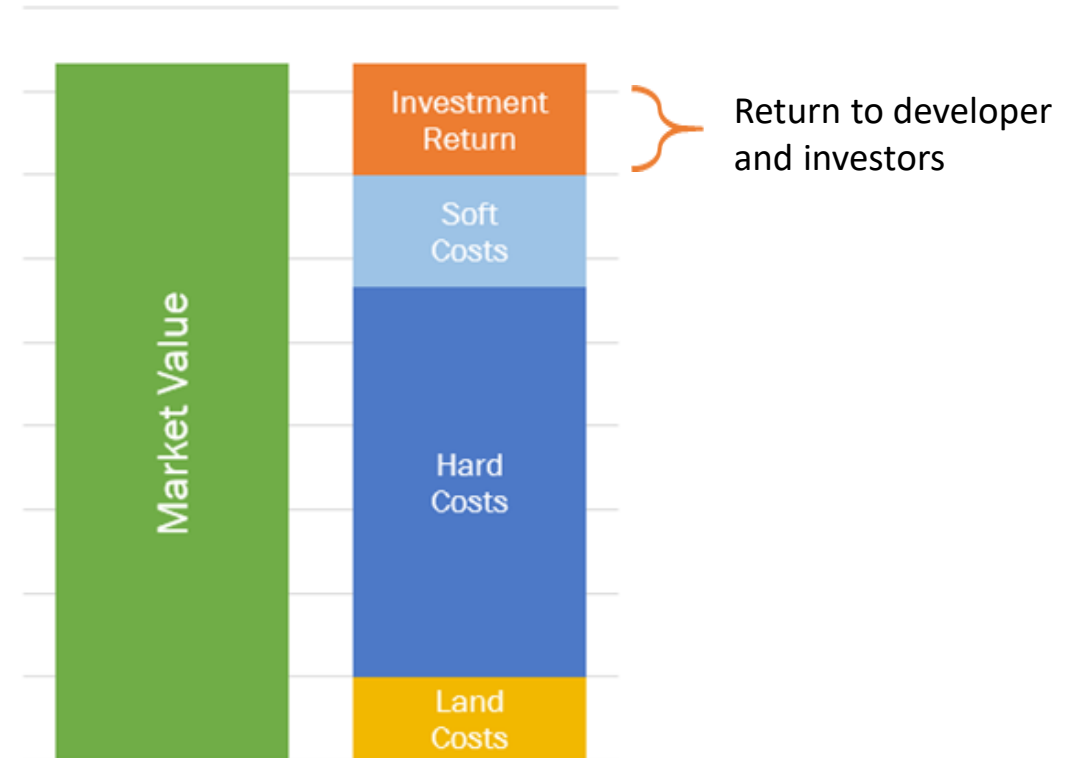 Market Value
Investment
Return
Soft
Costs
Hard
Costs
Land
Costs
Return to developer
and investors